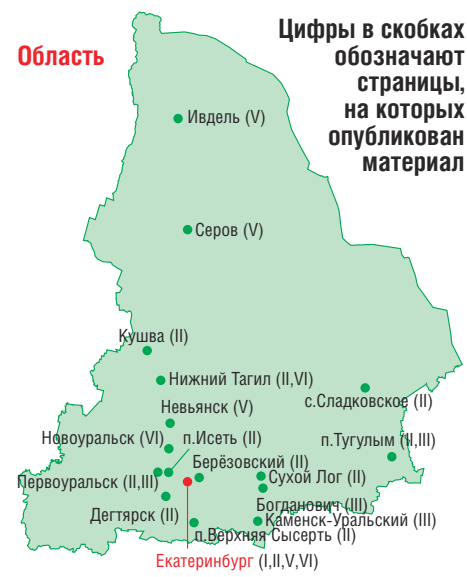 Область
Цифры в скобках
обозначают
страницы,
на которых
опубликован
материал
Ивдель (V)
Серов (V)
Кушва (II)
Нижний Тагил (II,VI)
с.Сладковское (II)
Невьянск (V)
Новоуральск (VI)
п.Исеть (II)
п.Тугулым (II,III)
Берёзовский (II)
Сухой Лог (II)
Первоуральск (II,III)
Богданович (III)
Дегтярск (II)
Каменск-Уральский (III)
п.Верхняя Сысерть (II)
Екатеринбург (I,II,V,VI)